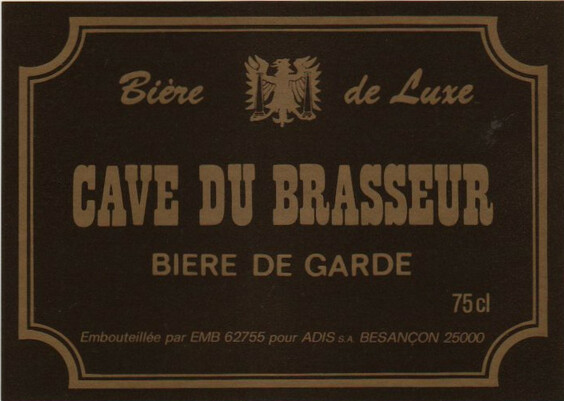 Bière de Luxe
CAVE DU BRASSEUR
BIERE DE GARDE
75 cl
Embouteillée par EMB 62755 pour ADIS S.A. BESANÇON 25000